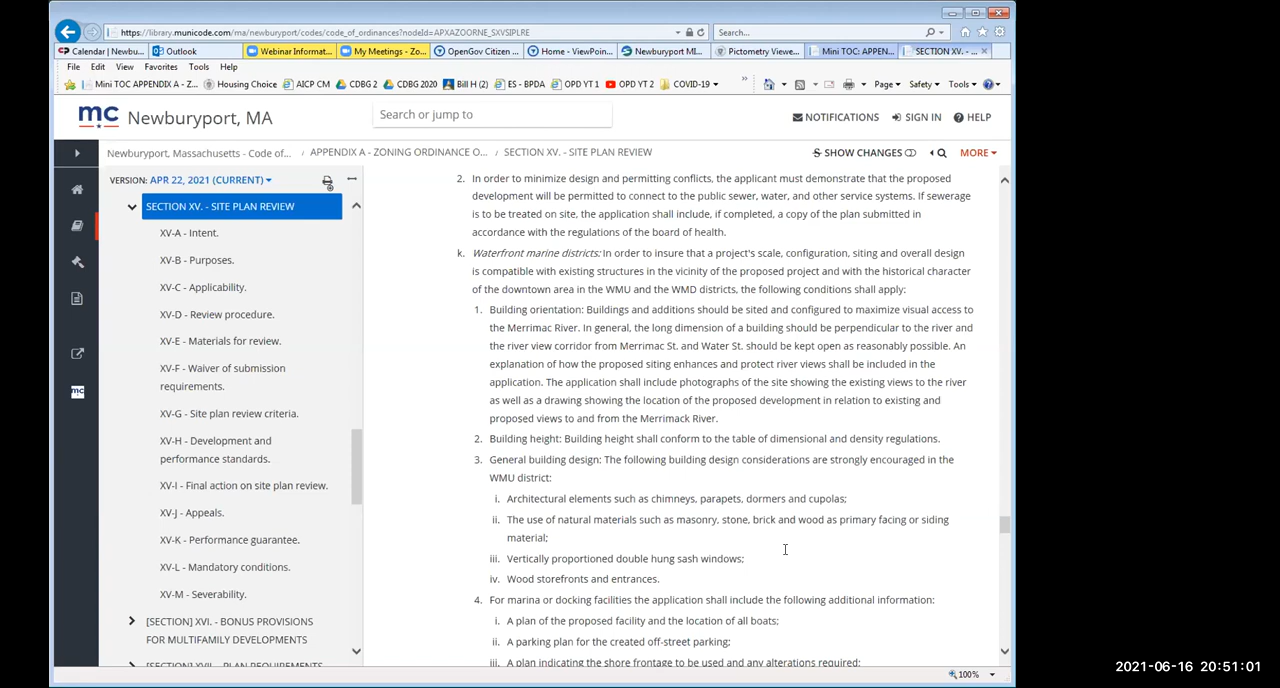 https://library.municode.com/ma/newburyport/codes/code_of_ordinances?nodeId=APXAZOORNE_SXVSIPLRE
Search...
Calendar | Newbu...
Outlook
Webinar Informat...
My Meetings - Zo...
OpenGov Citizen ...
Home - ViewPoin...
Newburyport MI...
Pictometry Viewe...
Mini TOC: APPEN...
SECTION XV. - ...
File Edit View Favorites Tools Help
Mini TOC APPENDIX A - Z...
Housing Choice
AICP CM
CDBG 2
CDBG 2020
Bill H (2)
ES - BPDA
OPD YT 1
OPD YT 2
COVID-19
Page
Safety
Tools
mc Newburyport, MA
Search or jump to
NOTIFICATIONS
SIGN IN
HELP
Newburyport, Massachusetts - Code of... / APPENDIX A - ZONING ORDINANCE O... / SECTION XV. - SITE PLAN REVIEW
SHOW CHANGES
MORE
VERSION: APR 22, 2021 (CURRENT)
SECTION XV. - SITE PLAN REVIEW
XV-A - Intent.
XV-B - Purposes.
XV-C - Applicability.
XV-D - Review procedure.
XV-E - Materials for review.
XV-F - Waiver of submission
requirements.
XV-G - Site plan review criteria.
XV-H - Development and
performance standards.
XV-I - Final action on site plan review.
XV-J - Appeals.
XV-K - Performance guarantee.
XV-L - Mandatory conditions.
XV-M - Severability.
[SECTION] XVI. - BONUS PROVISIONS
FOR MULTIFAMILY DEVELOPMENTS
[SECTION] XVII. - PLAN REQUIREMENTS
mc
2. In order to minimize design and permitting conflicts, the applicant must demonstrate that the proposed
development will be permitted to connect to the public sewer, water, and other service systems. If sewerage
is to be treated on site, the application shall include, if completed, a copy of the plan submitted in
accordance with the regulations of the board of health.
k. Waterfront marine districts: In order to insure that a project's scale, configuration, siting and overall design
is compatible with existing structures in the vicinity of the proposed project and with the historical character
of the downtown area in the WMU and the WMD districts, the following conditions shall apply:
1. Building orientation: Buildings and additions should be sited and configured to maximize visual access to
the Merrimac River. In general, the long dimension of a building should be perpendicular to the river and
the river view corridor from Merrimac St. and Water St. should be kept open as reasonably possible. An
explanation of how the proposed siting enhances and protect river views shall be included in the
application. The application shall include photographs of the site showing the existing views to the river
as well as a drawing showing the location of the proposed development in relation to existing and
proposed views to and from the Merrimack River.
2. Building height: Building height shall conform to the table of dimensional and density regulations.
3. General building design: The following building design considerations are strongly encouraged in the
WMU district:
i. Architectural elements such as chimneys, parapets, dormers and cupolas;
ii. The use of natural materials such as masonry, stone, brick and wood as primary facing or siding
material;
iii. Vertically proportioned double hung sash windows;
iv. Wood storefronts and entrances.
4. For marina or docking facilities the application shall include the following additional information:
i. A plan of the proposed facility and the location of all boats;
ii. A parking plan for the created off-street parking;
iii. A plan indicating the shore frontage to be used and any alterations required;
100%
2021-06-16 20:51:01